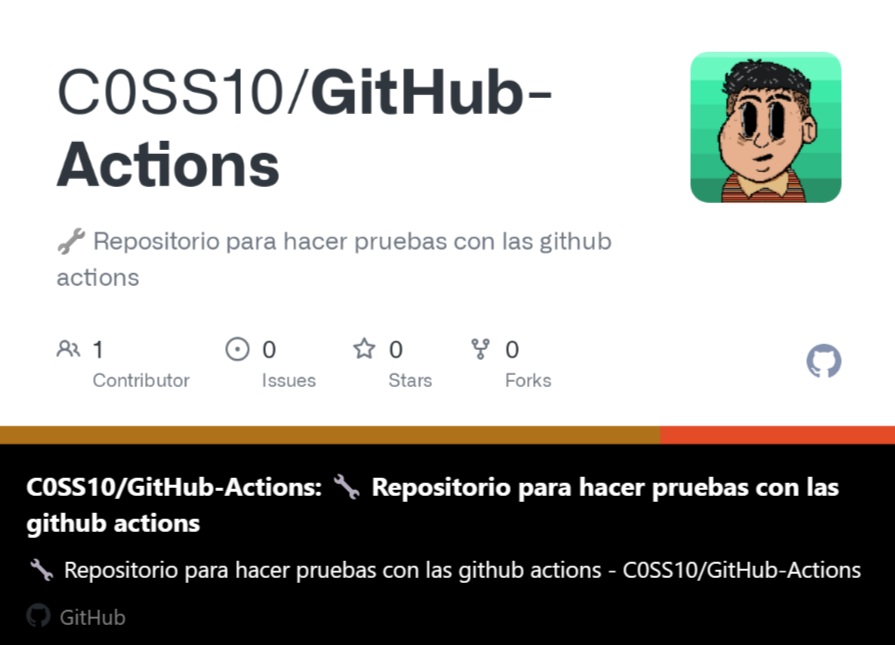 C0SS10/GitHub-
Actions
🔧 Repositorio para hacer pruebas con las github
actions
1
Contributor
0
Issues
0
Stars
0
Forks
C0SS10/GitHub-Actions: 🔧 Repositorio para hacer pruebas con las
github actions
🔧 Repositorio para hacer pruebas con las github actions - C0SS10/GitHub-Actions
GitHub